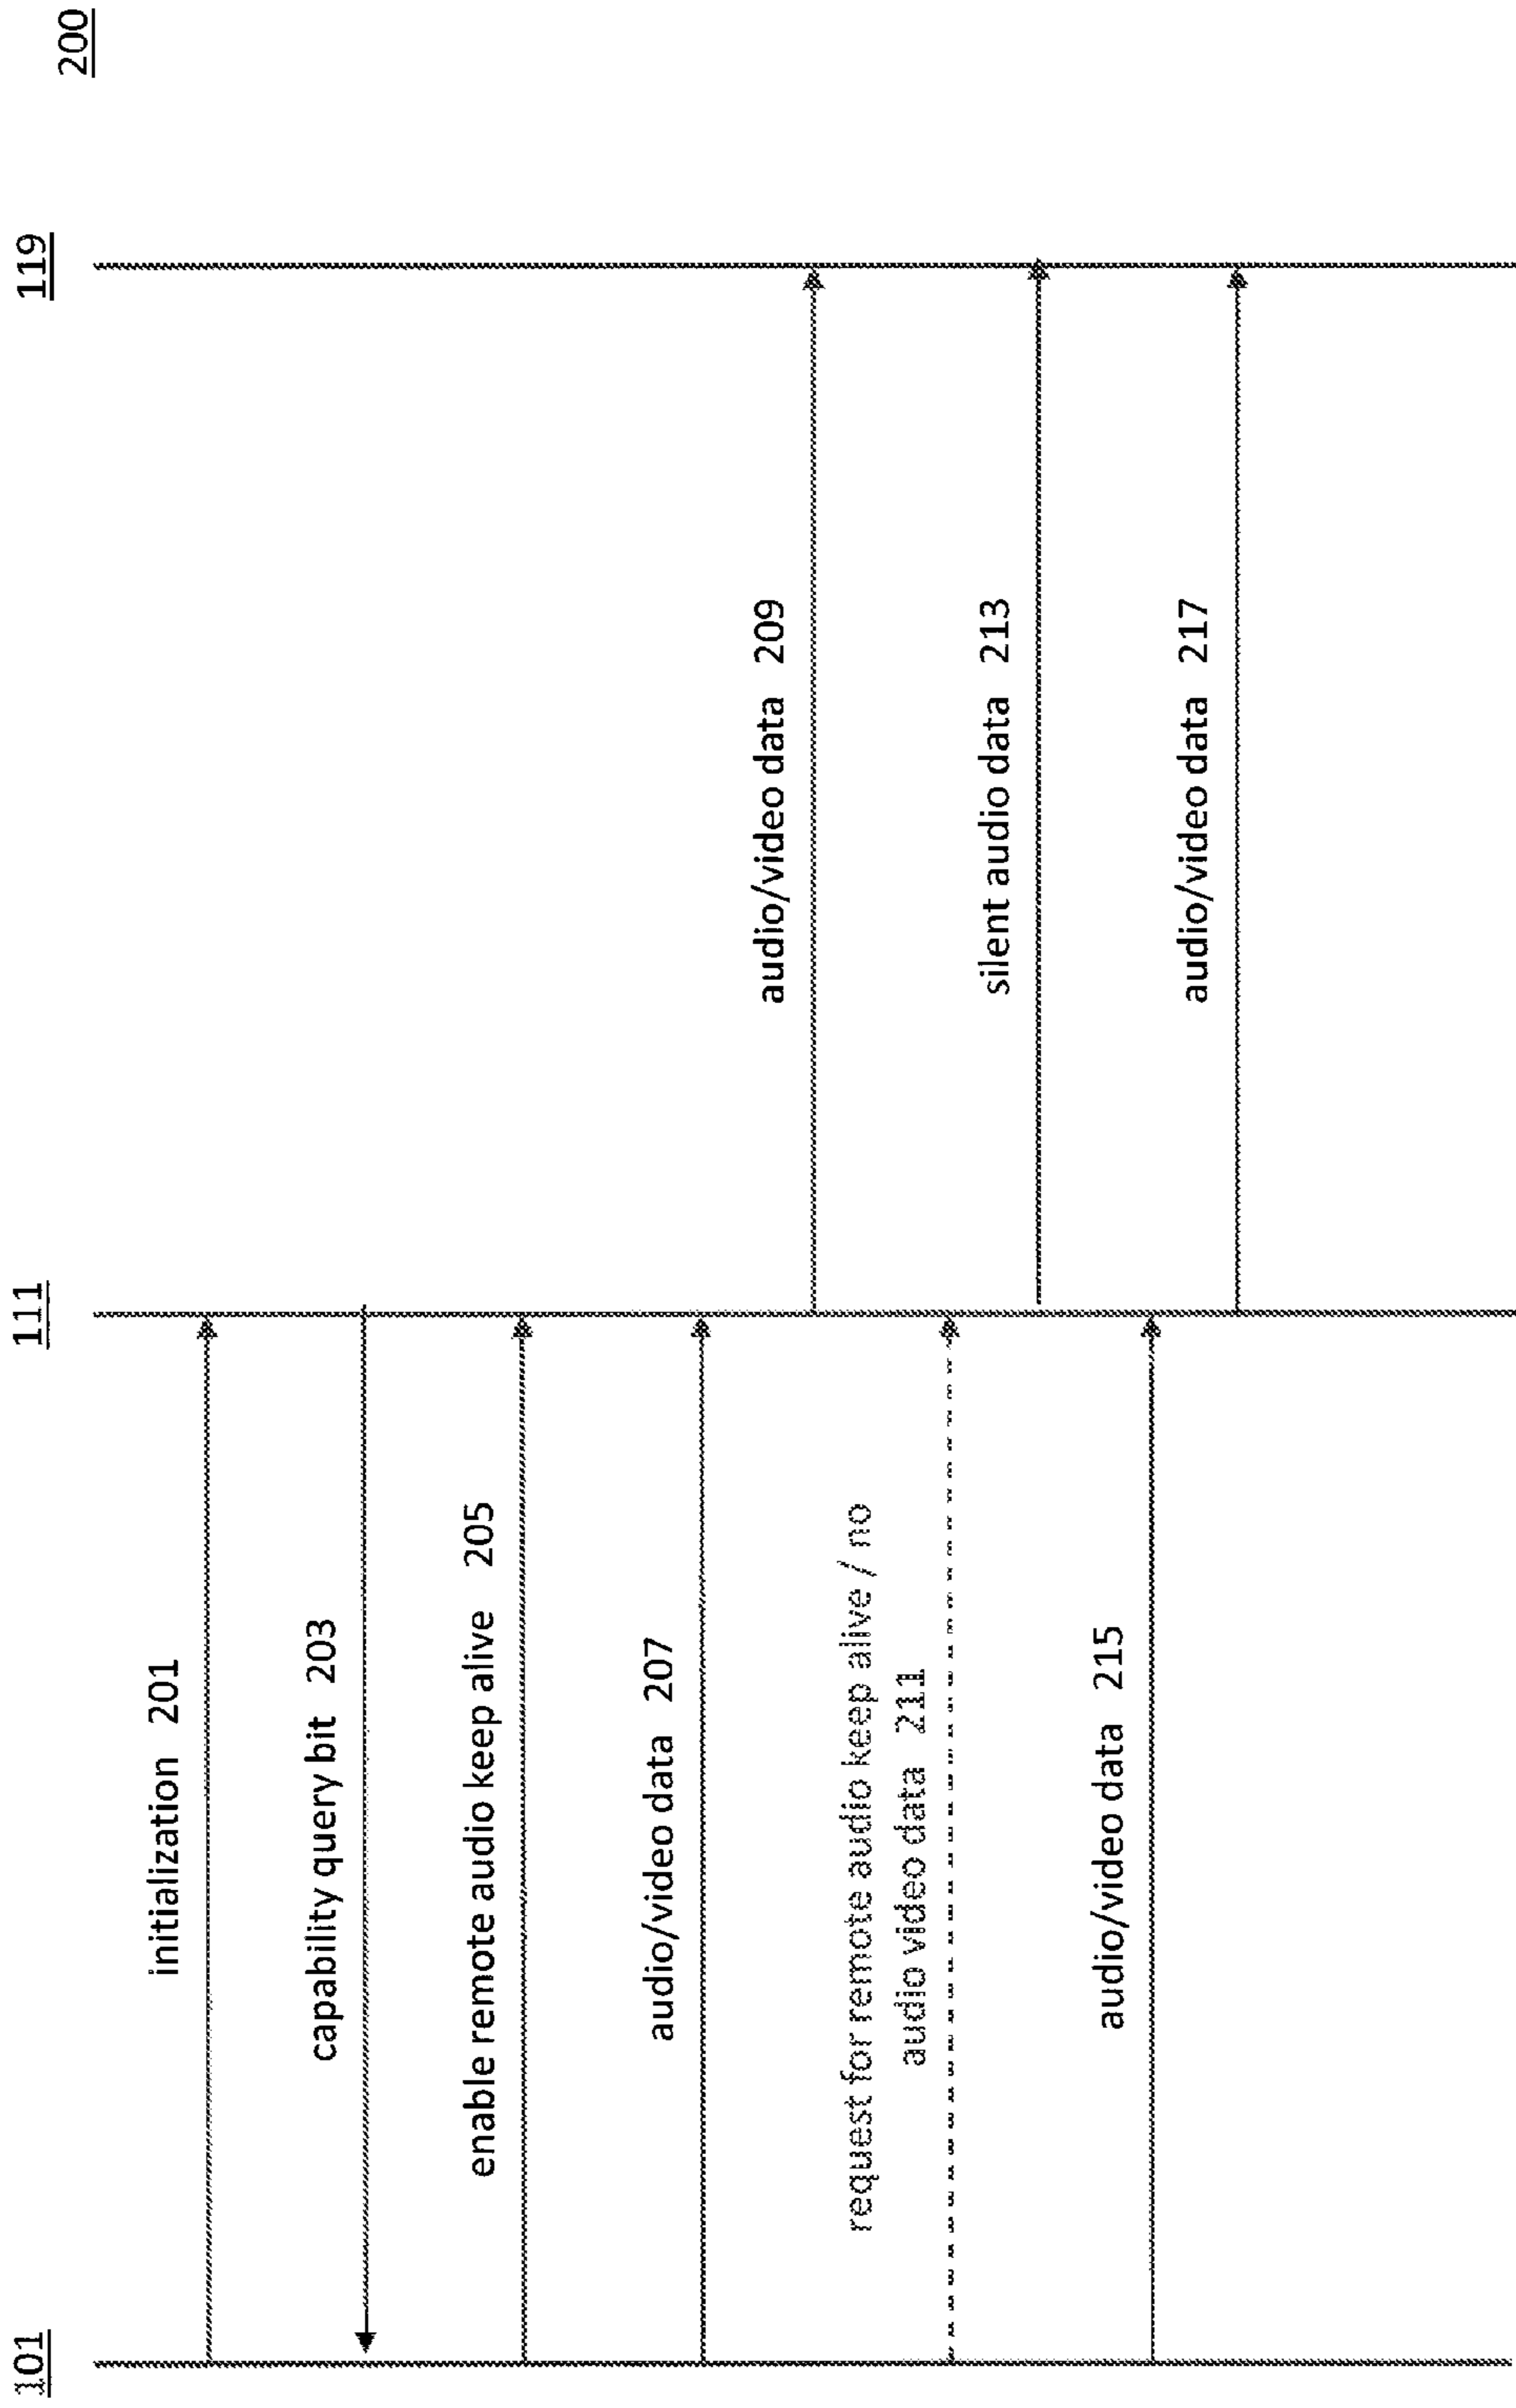 200
101
111
119
initialization 201
capability query bit 203
enable remote audio keep alive 205
audio/video data 207
audio/video data 209
request for remote audio keep alive / no
audio video data 211
silent audio data 213
audio/video data 215
audio/video data 217